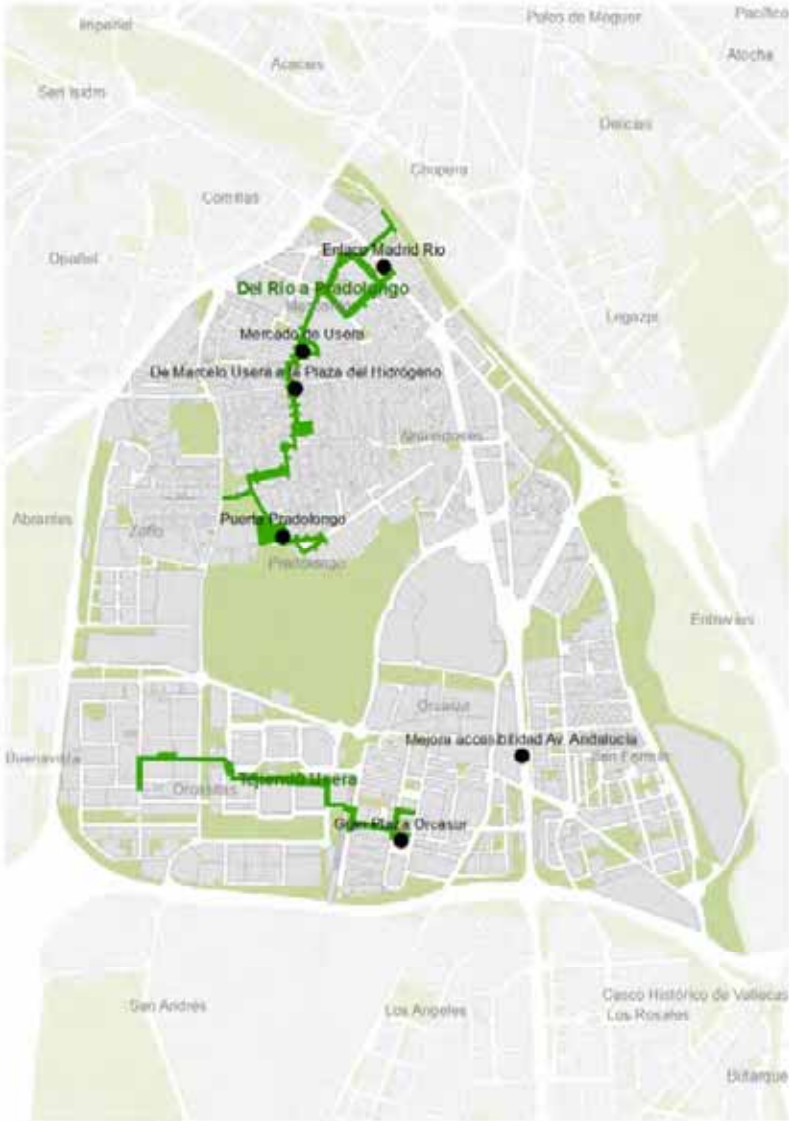 Imperial
Palos de Moguer
Pacífico
Acacias
Atocha
San Isidro
Delicias
Chopera
Comillas
Enlace Madrid Río
Opañel
Del Río a Pradolongo
Legazpi
Mercado de Usera
De Marcelo Usera a la Plaza del Hidrógeno
Almendrales
Abrantes
Puerta Pradolongo
Zofío
Pradolongo
Entrevías
Orcasur
Mejora accesibilidad Av. Andalucía
Buenavista
San Fermín
Tejiendo Usera
Orcasitas
Gran Plaza Orcasur
San Andrés
Los Angeles
Casco Histórico de Vallecas
Los Rosales
Butarque